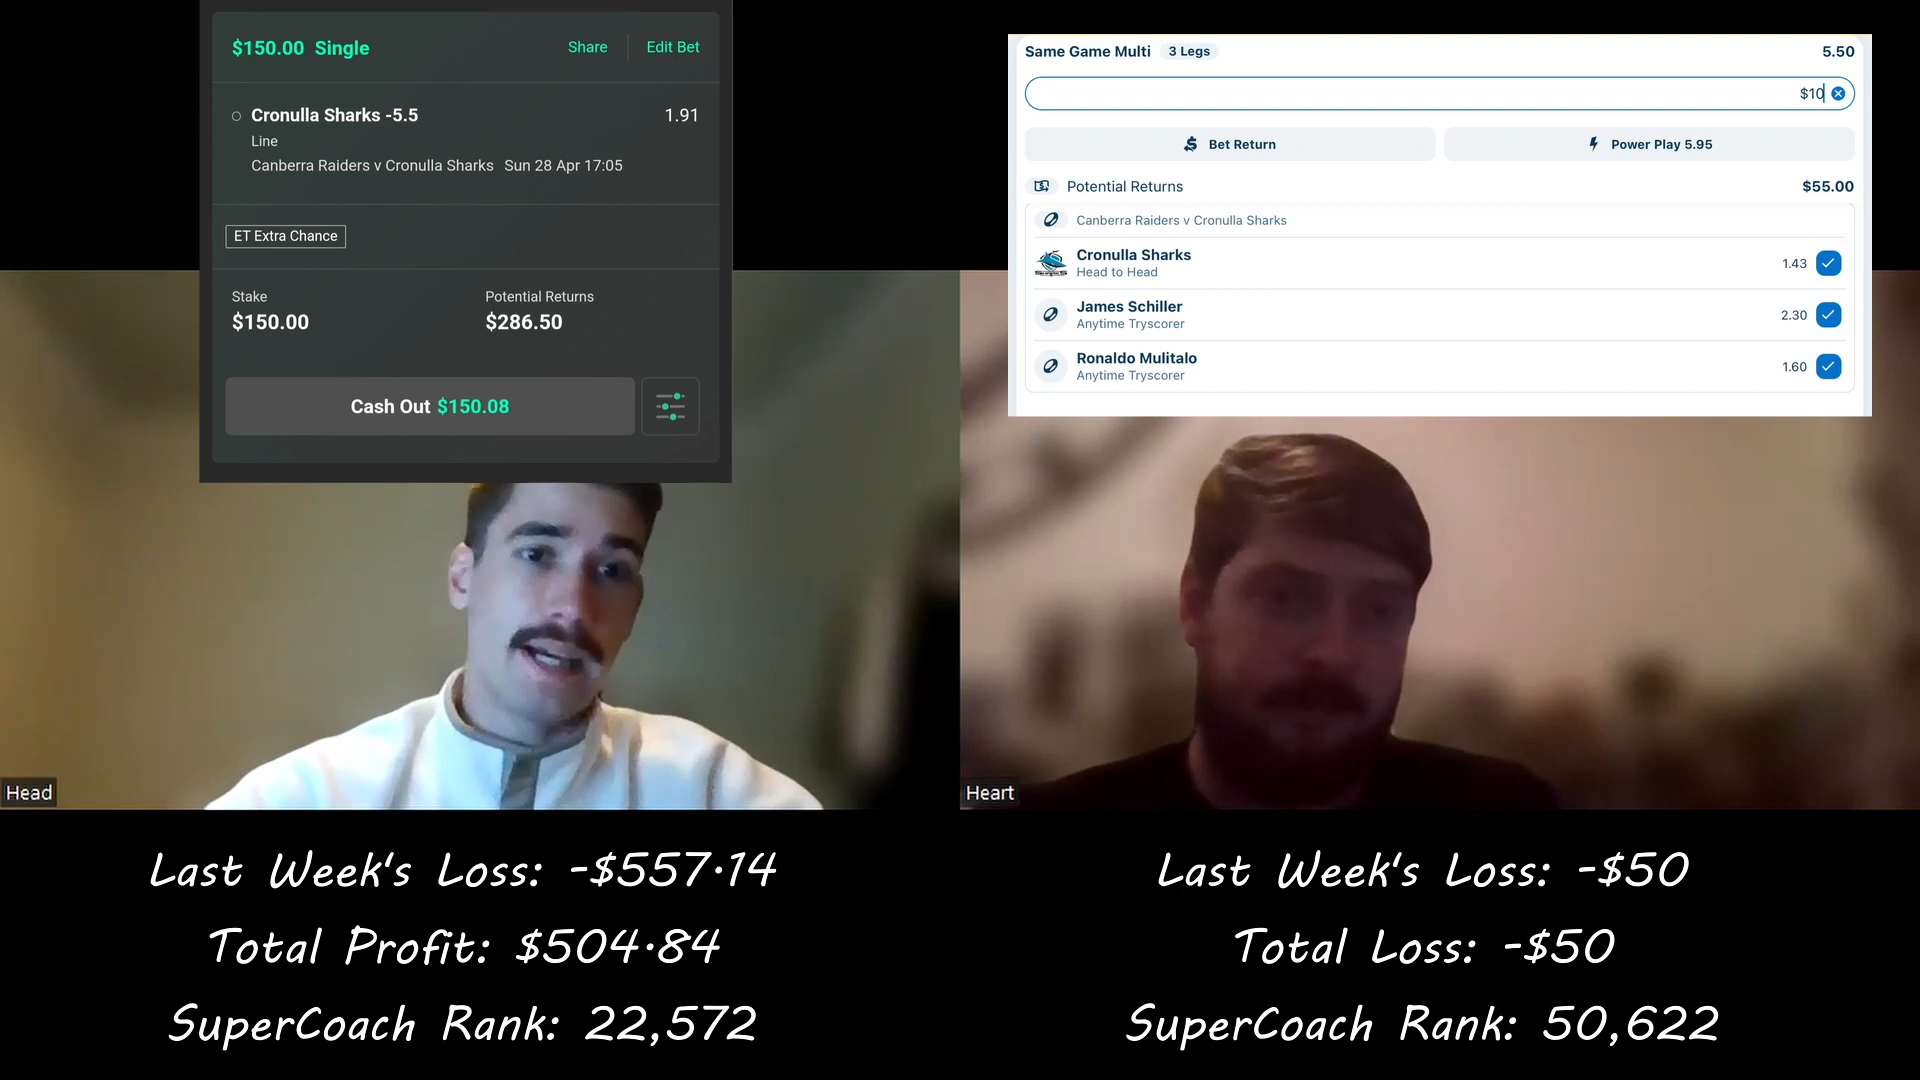 $150.00 Single
Share
Edit Bet
Cronulla Sharks -5.5
1.91
Line
Canberra Raiders v Cronulla Sharks Sun 28 Apr 17:05
ET Extra Chance
Stake
Potential Returns
$150.00
$286.50
Cash Out $150.08
Head
Last Week's Loss: -$557.14
Total Profit: $504.84
SuperCoach Rank: 22,572
Same Game Multi
3 Legs
5.50
$10
Bet Return
Power Play 5.95
Potential Returns
$55.00
Canberra Raiders v Cronulla Sharks
Cronulla Sharks
Head to Head
1.43
James Schiller
Anytime Tryscorer
2.30
Ronaldo Mulitalo
Anytime Tryscorer
1.60
Heart
Last Week's Loss: -$50
Total Loss: -$50
SuperCoach Rank: 50,622